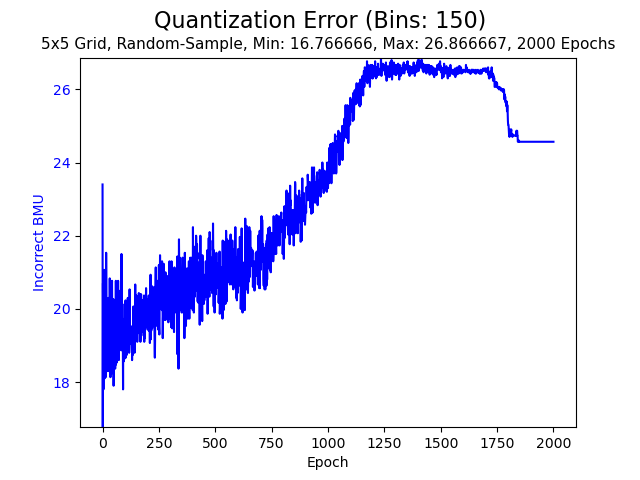 Quantization Error (Bins: 150)
5x5 Grid, Random-Sample, Min: 16.766666, Max: 26.866667, 2000 Epochs
26
24
22
20
18
Incorrect BMU
0 250 500 750 1000 1250 1500 1750 2000
Epoch